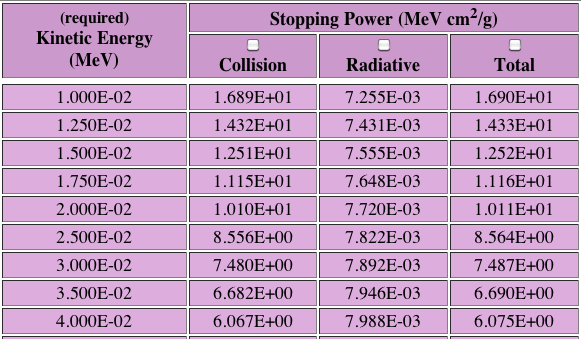 (required)
Kinetic Energy
(MeV)
Stopping Power (MeV cm²/g)
Collision Radiative Total
1.000E-02 1.689E+01 7.255E-03 1.690E+01
1.250E-02 1.432E+01 7.431E-03 1.433E+01
1.500E-02 1.251E+01 7.555E-03 1.252E+01
1.750E-02 1.115E+01 7.648E-03 1.116E+01
2.000E-02 1.010E+01 7.720E-03 1.011E+01
2.500E-02 8.556E+00 7.822E-03 8.564E+00
3.000E-02 7.480E+00 7.892E-03 7.487E+00
3.500E-02 6.682E+00 7.946E-03 6.690E+00
4.000E-02 6.067E+00 7.988E-03 6.075E+00